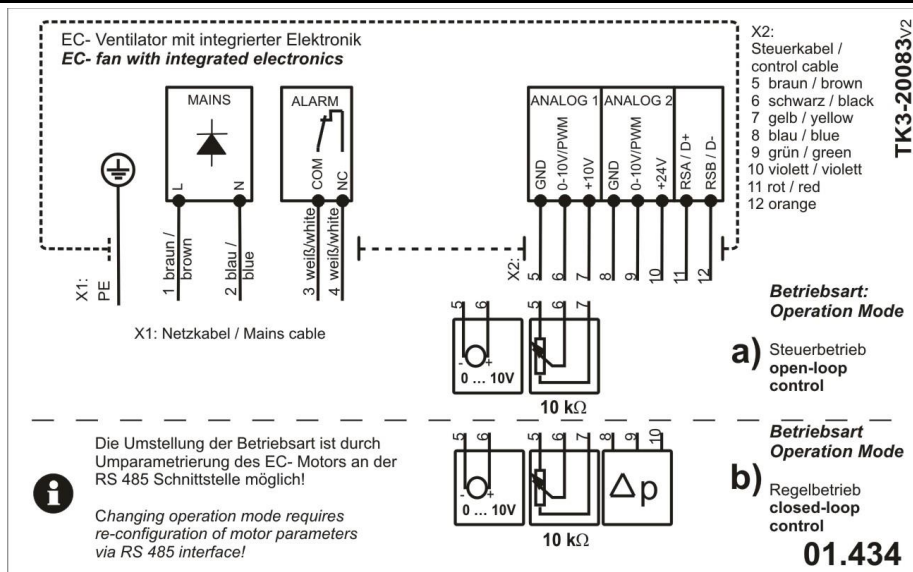 EC- Ventilator mit integrierter Elektronik
EC- fan with integrated electronics
MAINS
L
N
ALARM
COM
NC
ANALOG 1
ANALOG 2
GND
0-10V/PWM
+10V
GND
0-10V/PWM
+24V
RSA / D+
RSB / D-
X2:
Steuerkabel /
control cable
5 braun / brown
6 schwarz / black
7 gelb / yellow
8 blau / blue
9 grün / green
10 violett / violett
11 rot / red
12 orange
TK3-20083V2
X1:
PE
1 braun /
brown
2 blau /
blue
3 weiß/white
4 weiß/white
X2:
5
6
7
8
9
10
11
12
X1: Netzkabel / Mains cable
5
6
- +
0 ... 10V
5
6
7
10 kΩ
Betriebsart:
Operation Mode
a) Steuerbetrieb
open-loop
control
Die Umstellung der Betriebsart ist durch
Umparametrierung des EC- Motors an der
RS 485 Schnittstelle möglich!
i
Changing operation mode requires
re-configuration of motor parameters
via RS 485 interface!
5
6
- +
0 ... 10V
5
6
7
10 kΩ
8
9
10
Δp
Betriebsart
Operation Mode
b) Regelbetrieb
closed-loop
control
01.434